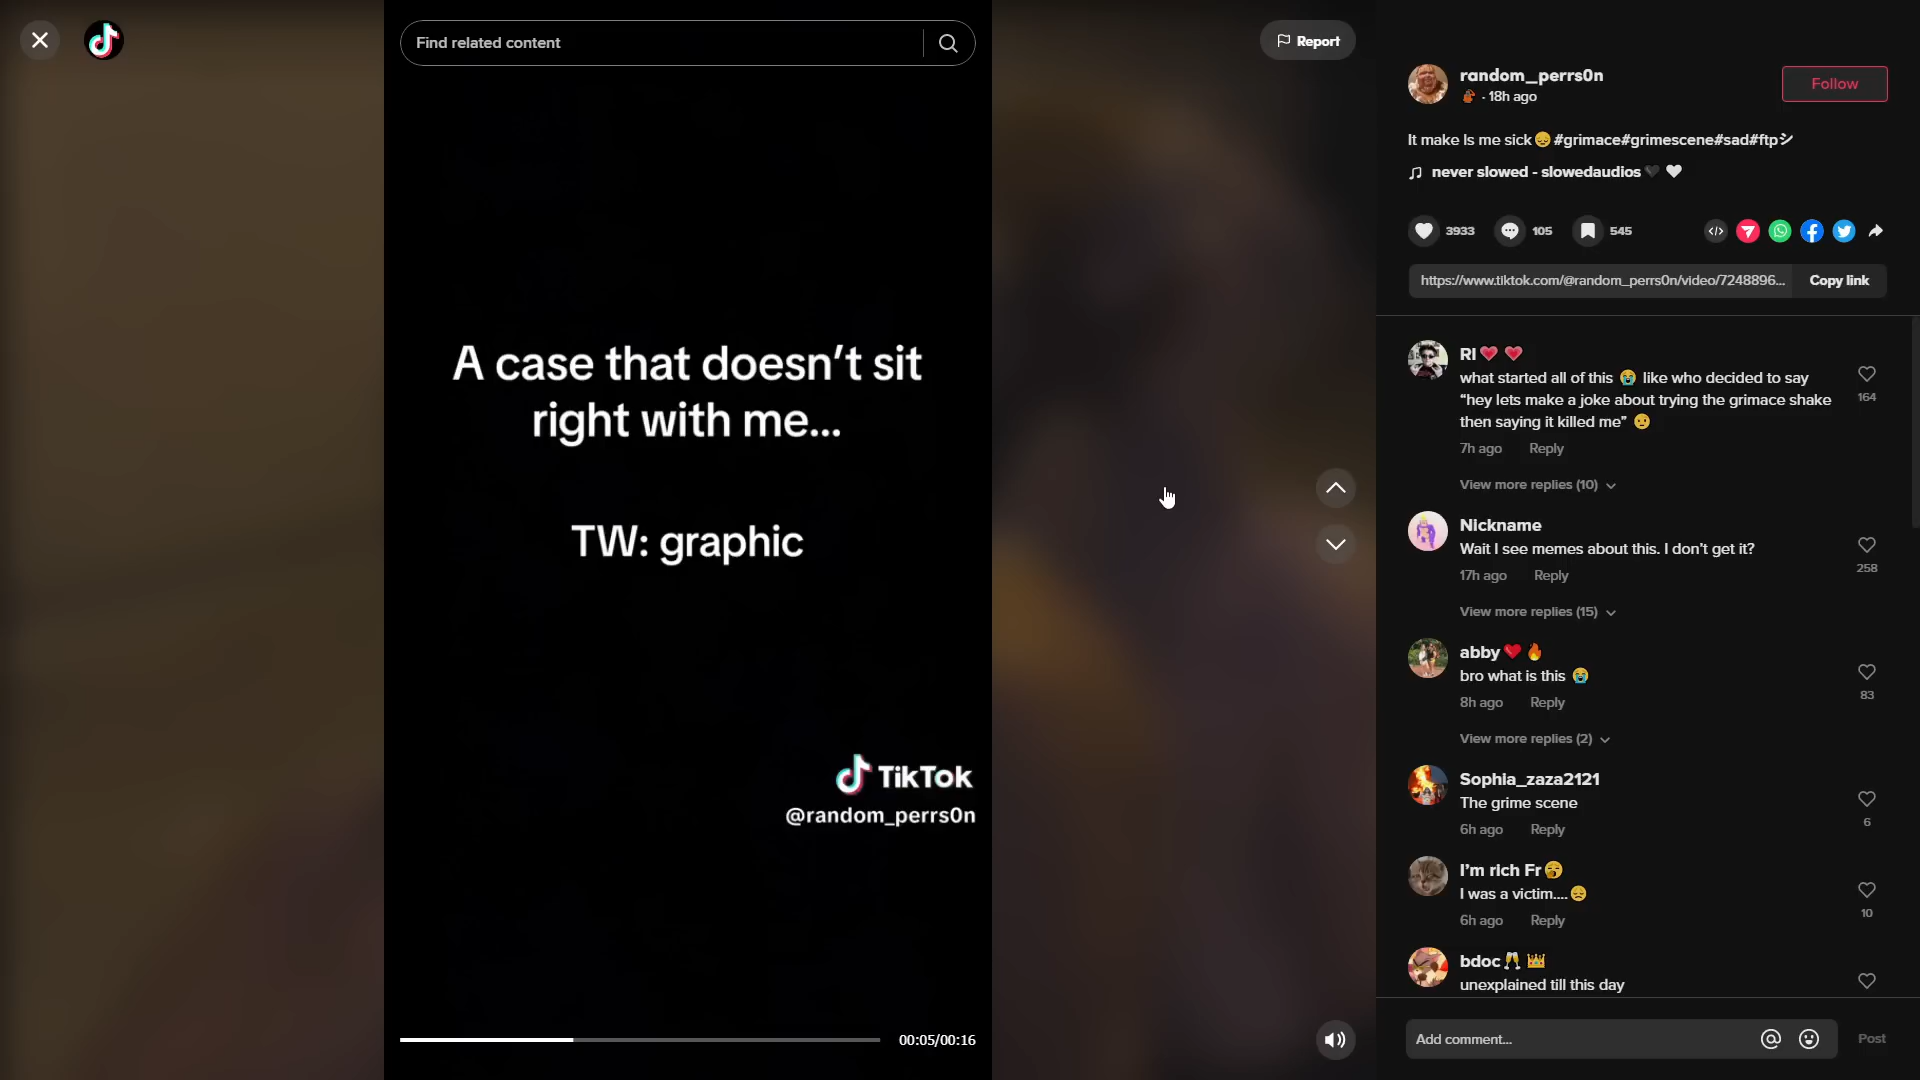 Find related content
Report
A case that doesn't sit
right with me...
TW: graphic
TikTok
@random_perrs0n
00:05/00:16
random_perrs0n
· 18h ago
Follow
It make Is me sick😔 #grimace#grimescene#sad#ftpシ
never slowed - slowedaudios🖤🤍
3933
105
545
https://www.tiktok.com/@random_perrs0n/video/7248896...
Copy link
RI❤️ ❤️
what started all of this 😭 like who decided to say
“hey lets make a joke about trying the grimace shake
then saying it killed me” 😢
164
7h ago Reply
View more replies (10)
Nickname
Wait I see memes about this. I don't get it?
258
17h ago Reply
View more replies (15)
abby❤️🔥
bro what is this 😭
83
8h ago Reply
View more replies (2)
Sophla_zaza2121
The grime scene
6
6h ago Reply
I'm rich Fr🥱
I was a victim....😞
10
6h ago Reply
bdoc🥂👑
unexplained till this day
Add comment...
Post